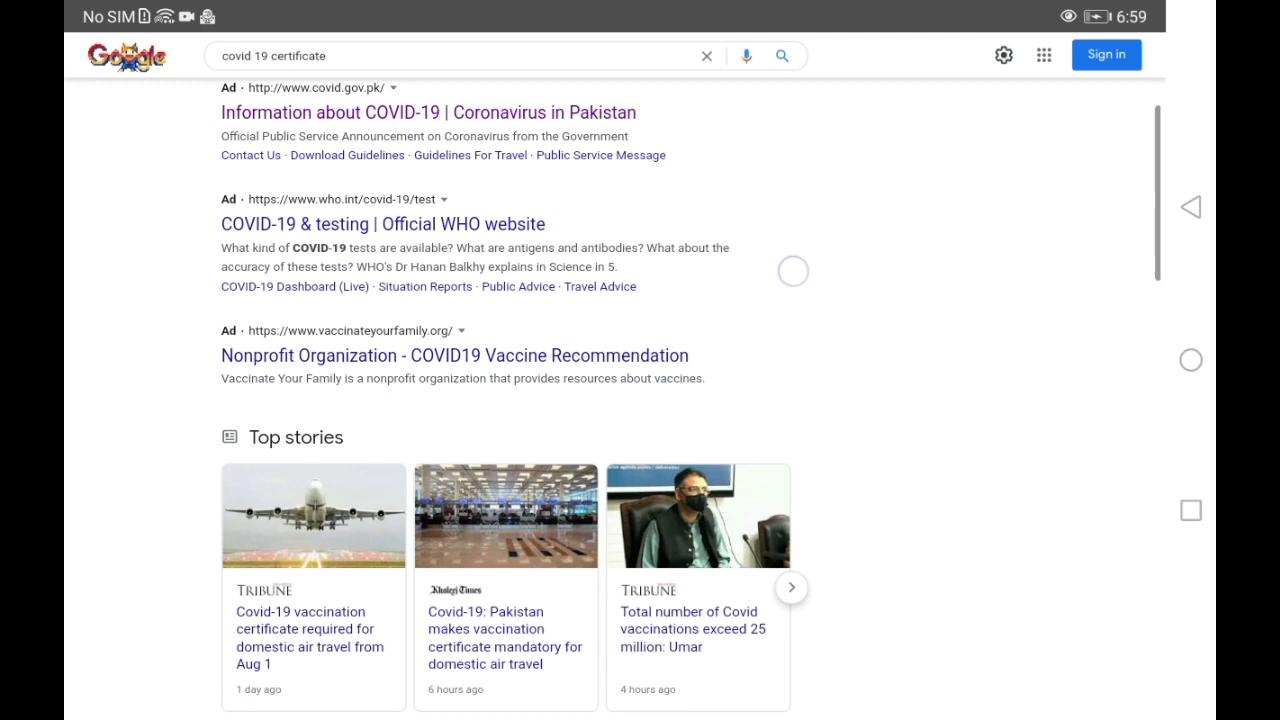 No SIM
6:59
Google
covid 19 certificate
Sign in
Ad · http://www.covid.gov.pk/
Information about COVID-19 | Coronavirus in Pakistan
Official Public Service Announcement on Coronavirus from the Government
Contact Us · Download Guidelines · Guidelines For Travel · Public Service Message
Ad · https://www.who.int/covid-19/test
COVID-19 & testing | Official WHO website
What kind of COVID-19 tests are available? What are antigens and antibodies? What about the
accuracy of these tests? WHO's Dr Hanan Balkhy explains in Science in 5.
COVID-19 Dashboard (Live) · Situation Reports · Public Advice · Travel Advice
Ad · https://www.vaccinateyourfamily.org/
Nonprofit Organization - COVID19 Vaccine Recommendation
Vaccinate Your Family is a nonprofit organization that provides resources about vaccines.
Top stories
TRIBUNE
Covid-19 vaccination
certificate required for
domestic air travel from
Aug 1
1 day ago
Khaleej Times
Covid-19: Pakistan
makes vaccination
certificate mandatory for
domestic air travel
6 hours ago
TRIBUNE
Total number of Covid
vaccinations exceed 25
million: Umar
4 hours ago